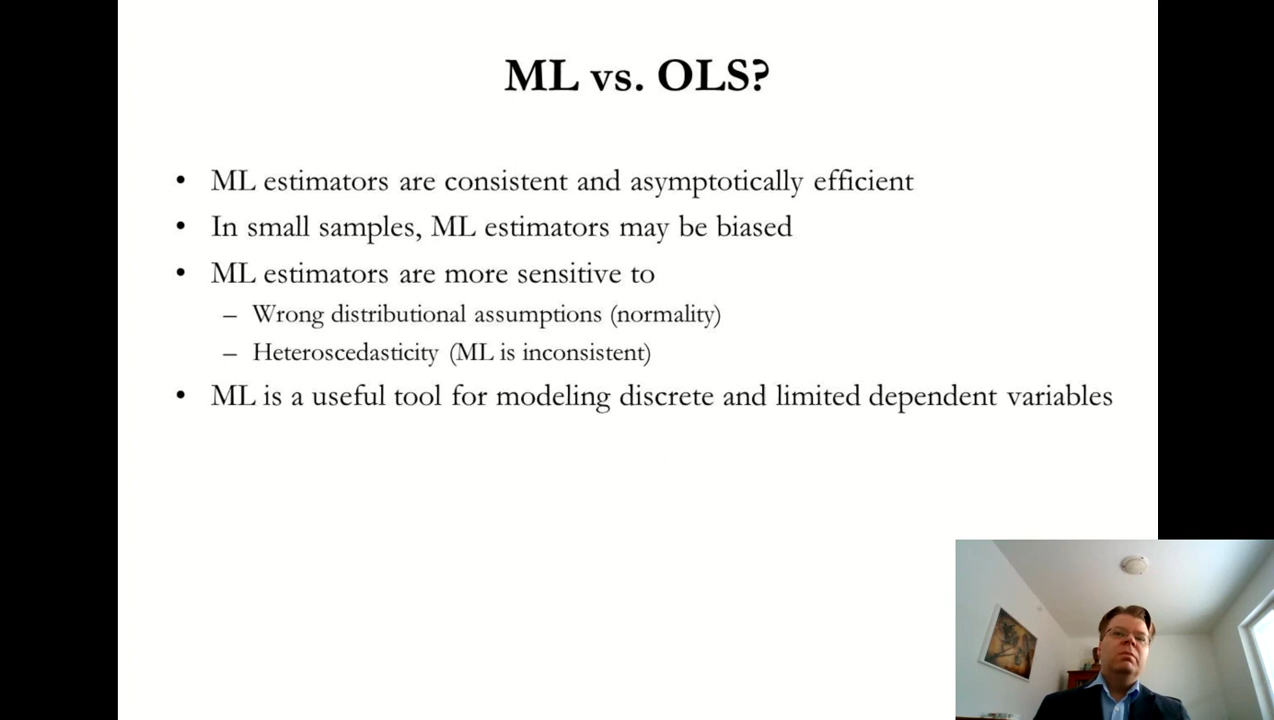 ML vs. OLS?
• ML estimators are consistent and asymptotically efficient
• In small samples, ML estimators may be biased
• ML estimators are more sensitive to
– Wrong distributional assumptions (normality)
– Heteroscedasticity (ML is inconsistent)
• ML is a useful tool for modeling discrete and limited dependent variables